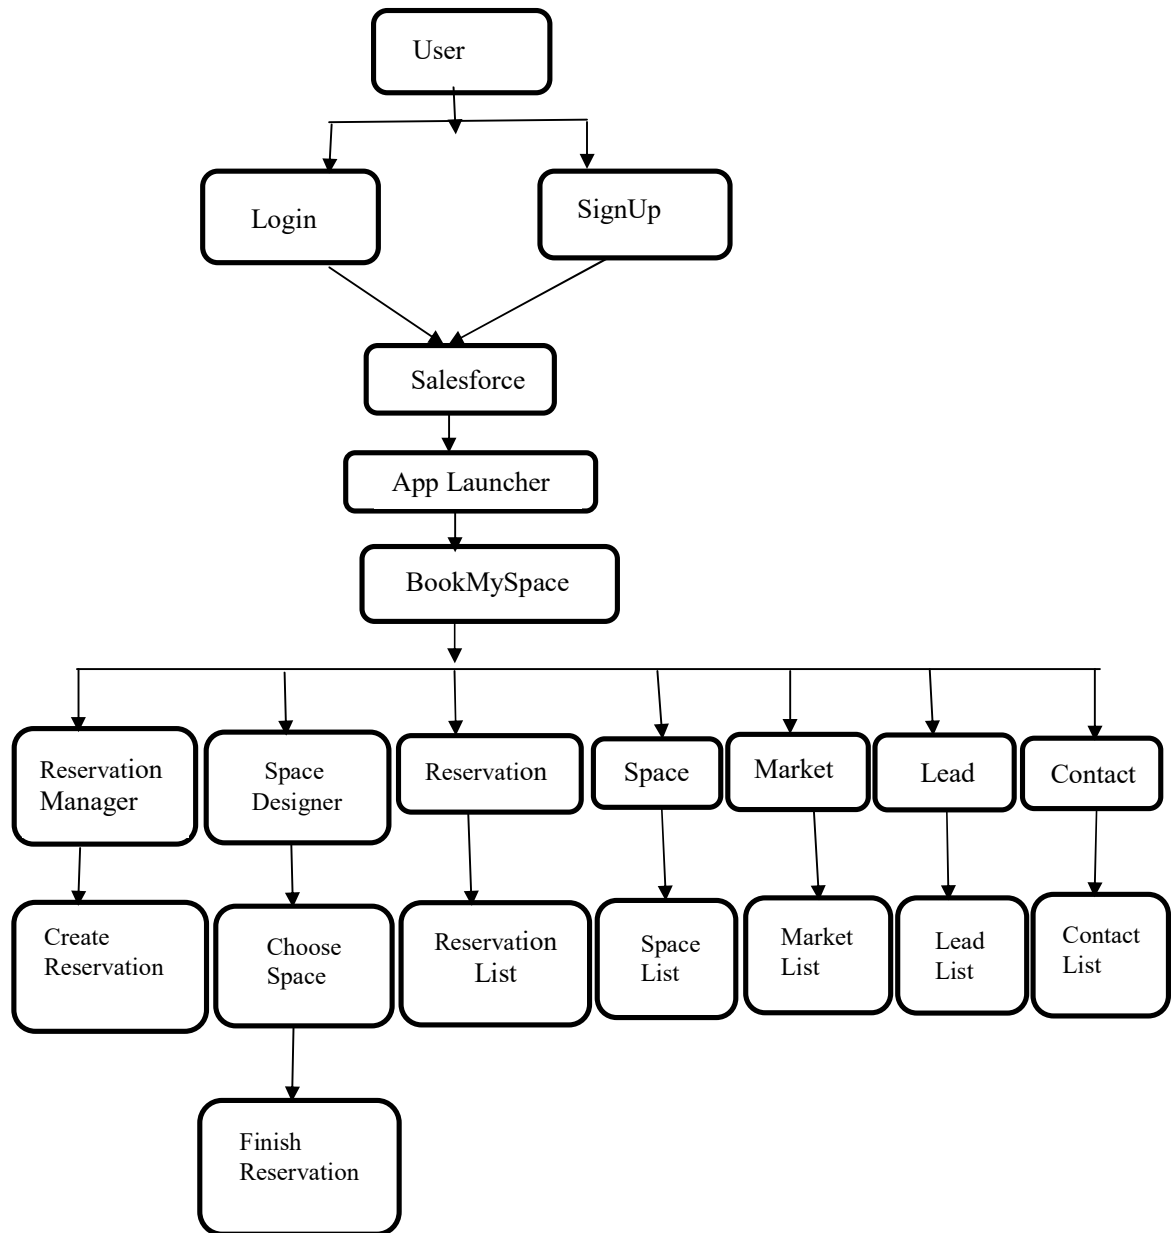 User
Login
SignUp
Salesforce
App Launcher
BookMySpace
Reservation
Manager
Space
Designer
Reservation
Space
Market
Lead
Contact
Create
Reservation
Choose
Space
Reservation
List
Space
List
Market
List
Lead
List
Contact
List
Finish
Reservation